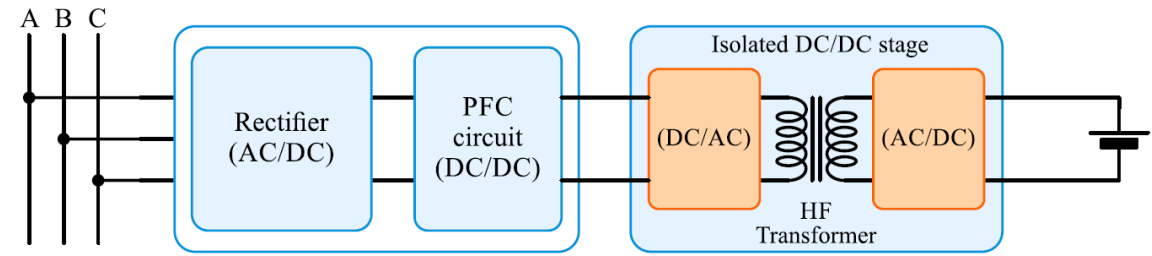 A B C
Rectifier
(AC/DC)
PFC
circuit
(DC/DC)
Isolated DC/DC stage
(DC/AC)
HF
Transformer
(AC/DC)